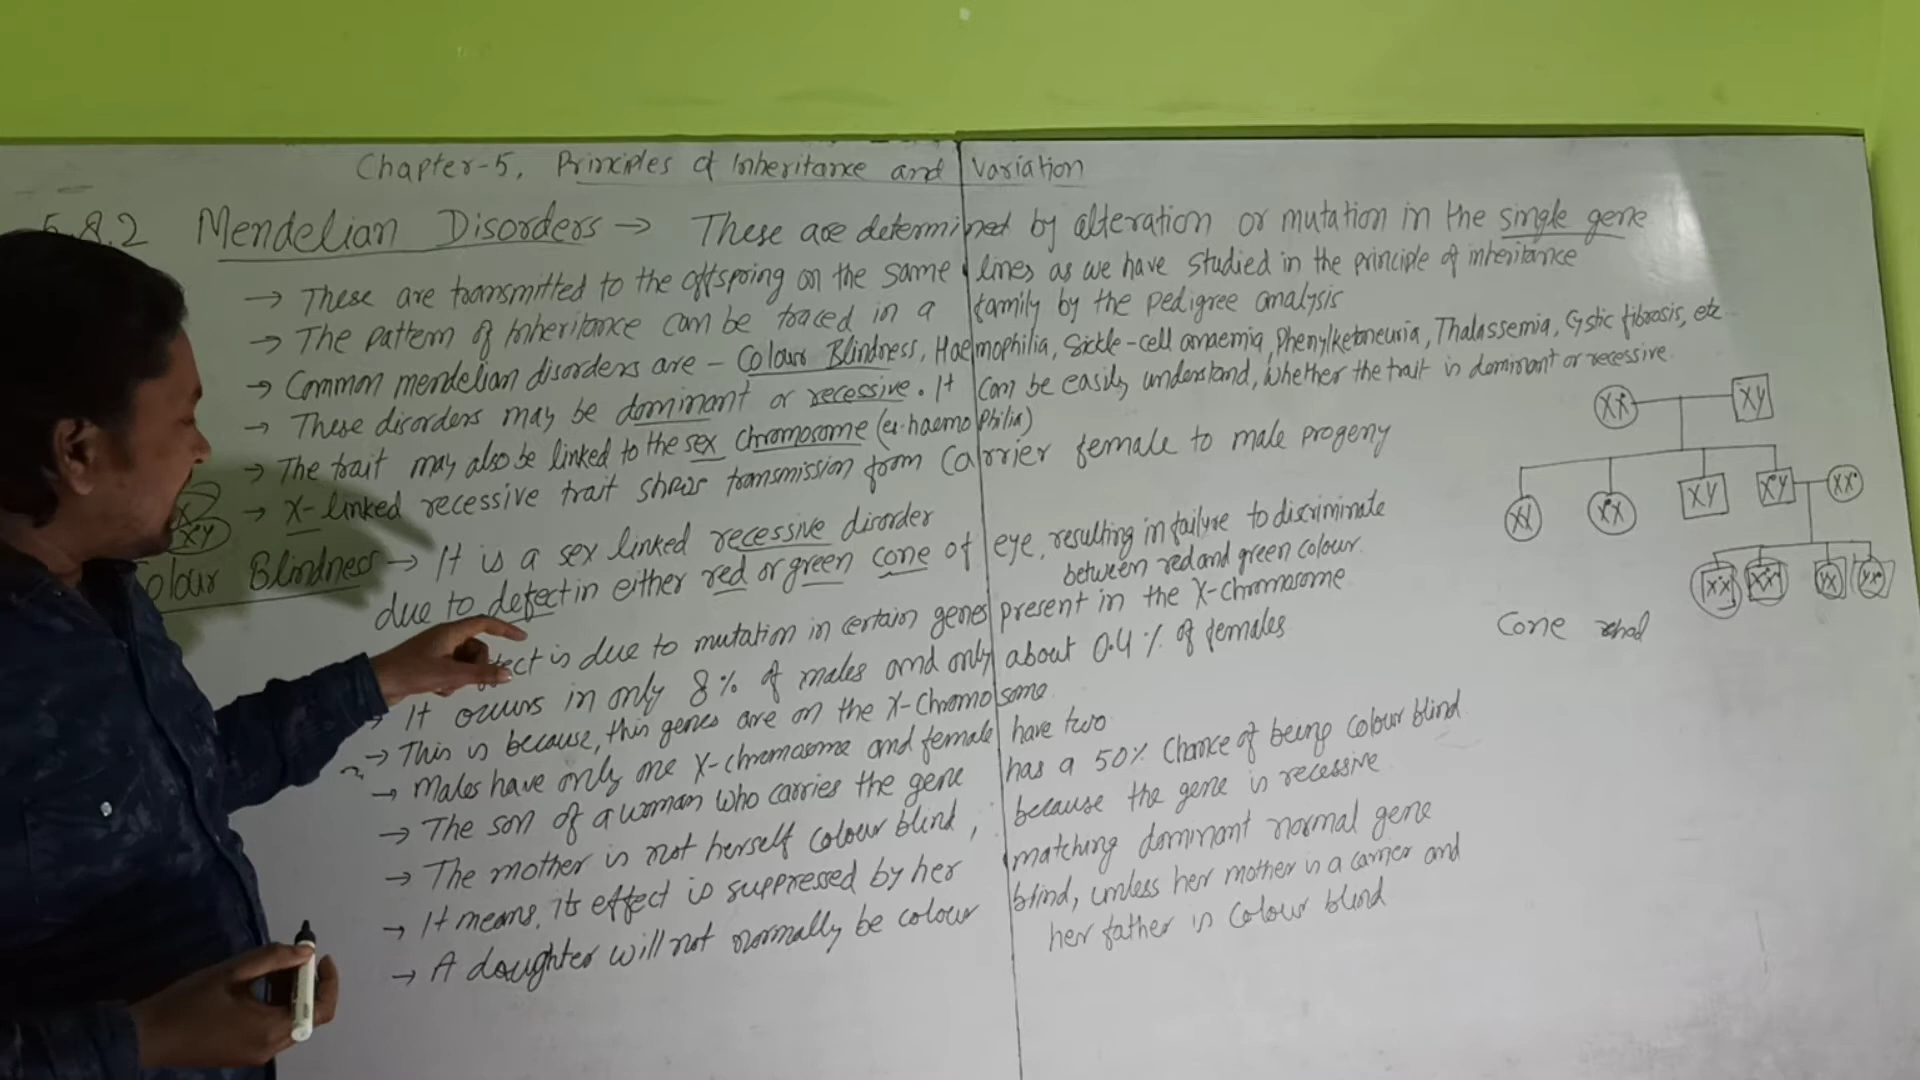 Chapter-5, Principles of Inheritance and Variation
5.8.2 Mendelian Disorders → These are determined by alteration or mutation in the single gene
→ These are transmitted to the offspring on the same lines as we have studied in the principle of inheritance
→ The pattern of inheritance can be traced in a family by the pedigree analysis
→ Common mendelian disorders are - Colour Blindness, Haemophilia, Sickle-cell anaemia, Phenylketoneuria, Thalassemia, Cystic fibrosis, etc
→ These disorders may be dominant or recessive. It can be easily understand, whether the trait is dominant or recessive
→ The trait may also be linked to the sex chromosome (ex-haemophilia)
→ X-linked recessive trait shows transmission from carrier female to male progeny
Colour Blindness → It is a sex linked recessive disorder
due to defect in either red or green cone of eye, resulting in failure to discriminate
between red and green colour.
is due to mutation in certain genes present in the X-chromosome
→ It occurs in only 8% of males and only about 0.4% of females
→ This is because, this genes are on the X-chromosome
→ Males have only one X-chromosome and female have two
→ The son of a woman who carries the gene has a 50% chance of being colour blind
→ The mother is not herself colour blind, because the gene is recessive
→ It means, its effect is suppressed by her matching dominant normal gene
→ A daughter will not normally be colour blind, unless her mother is a carrier and
her father is colour blind
XX XY
XX XX XY XY XX
XX
Cone